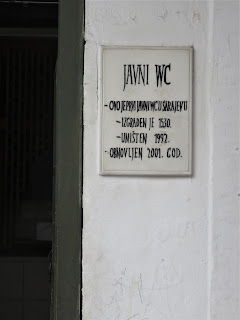 JAVNI WC
- OVO JE PRVI JAVNI WC U SARAJEVU
- IZGRAĐEN JE 1530.
- UNIŠTEN 1992.
- OBNOVLJEN 2001. GOD.